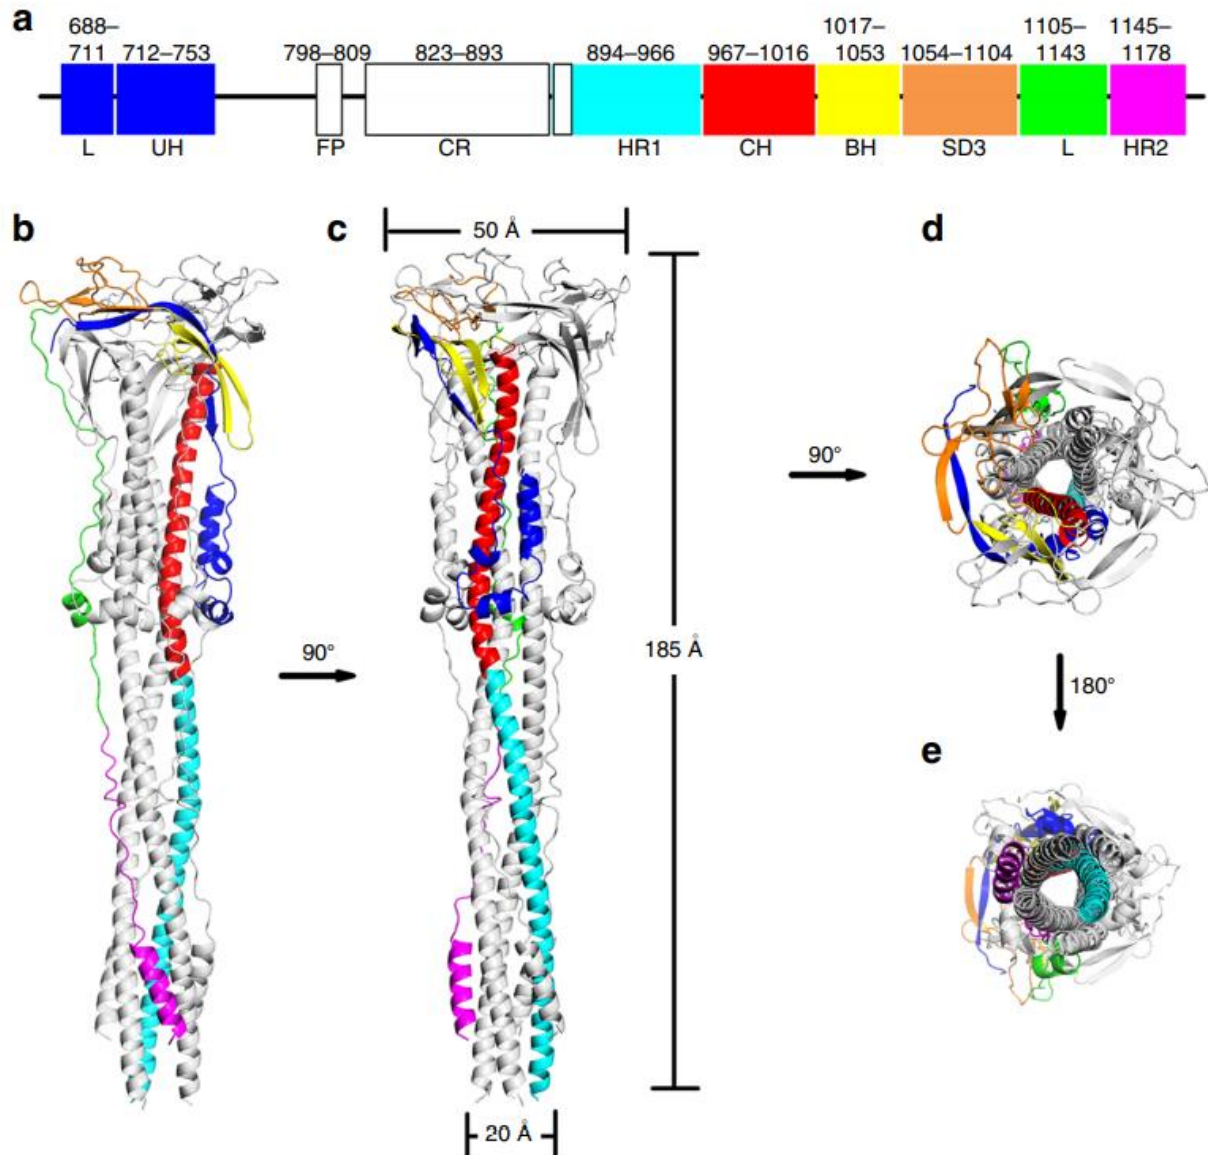 a
688– 1017– 1105– 1145–
711 712–753 798–809 823–893 894–966 967–1016 1053 1054–1104 1143 1178
L UH FP CR HR1 CH BH SD3 L HR2
b c d
50 Å
90°
90°
185 Å
180°
e
20 Å